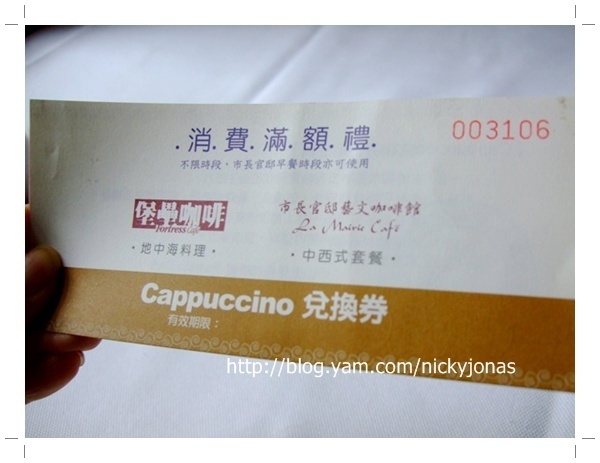 .消.費.滿.額.禮.
003106
不限時段,市長官邸早餐時段亦可使用
堡壘咖啡
Fortress Cafe
市長官邸藝文咖啡館
La Mairie Café
·地中海料理·
·中西式套餐·
Cappuccino 兌換券
有效期限:
http://blog.yam.com/nickyjonas